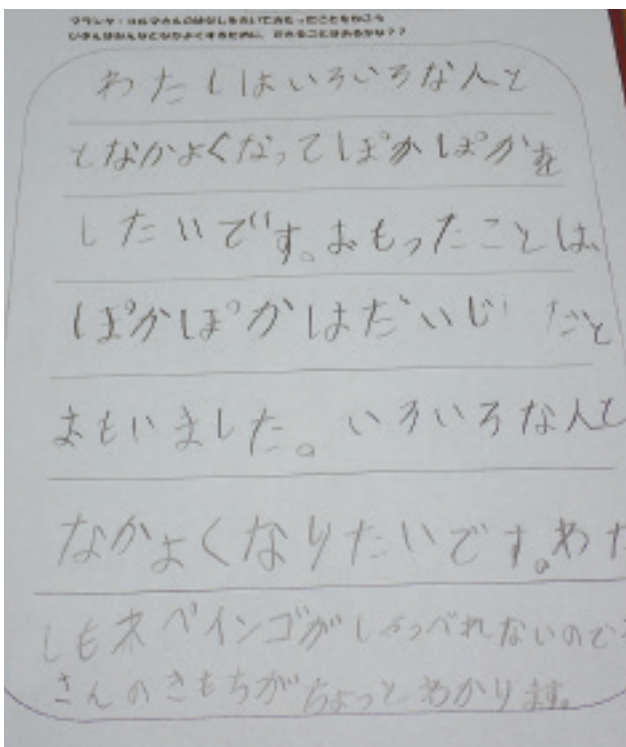 わたしはいろいろな人と
となかよくなってぽかぽかを
したいです。おもったことは、
ぽかぽかはだいじだと
おもいました。いろいろな人と
なかよくなりたいです。わた
しもネ ペインゴがしゃべれないので
さんのきもちがちょっとわかります。